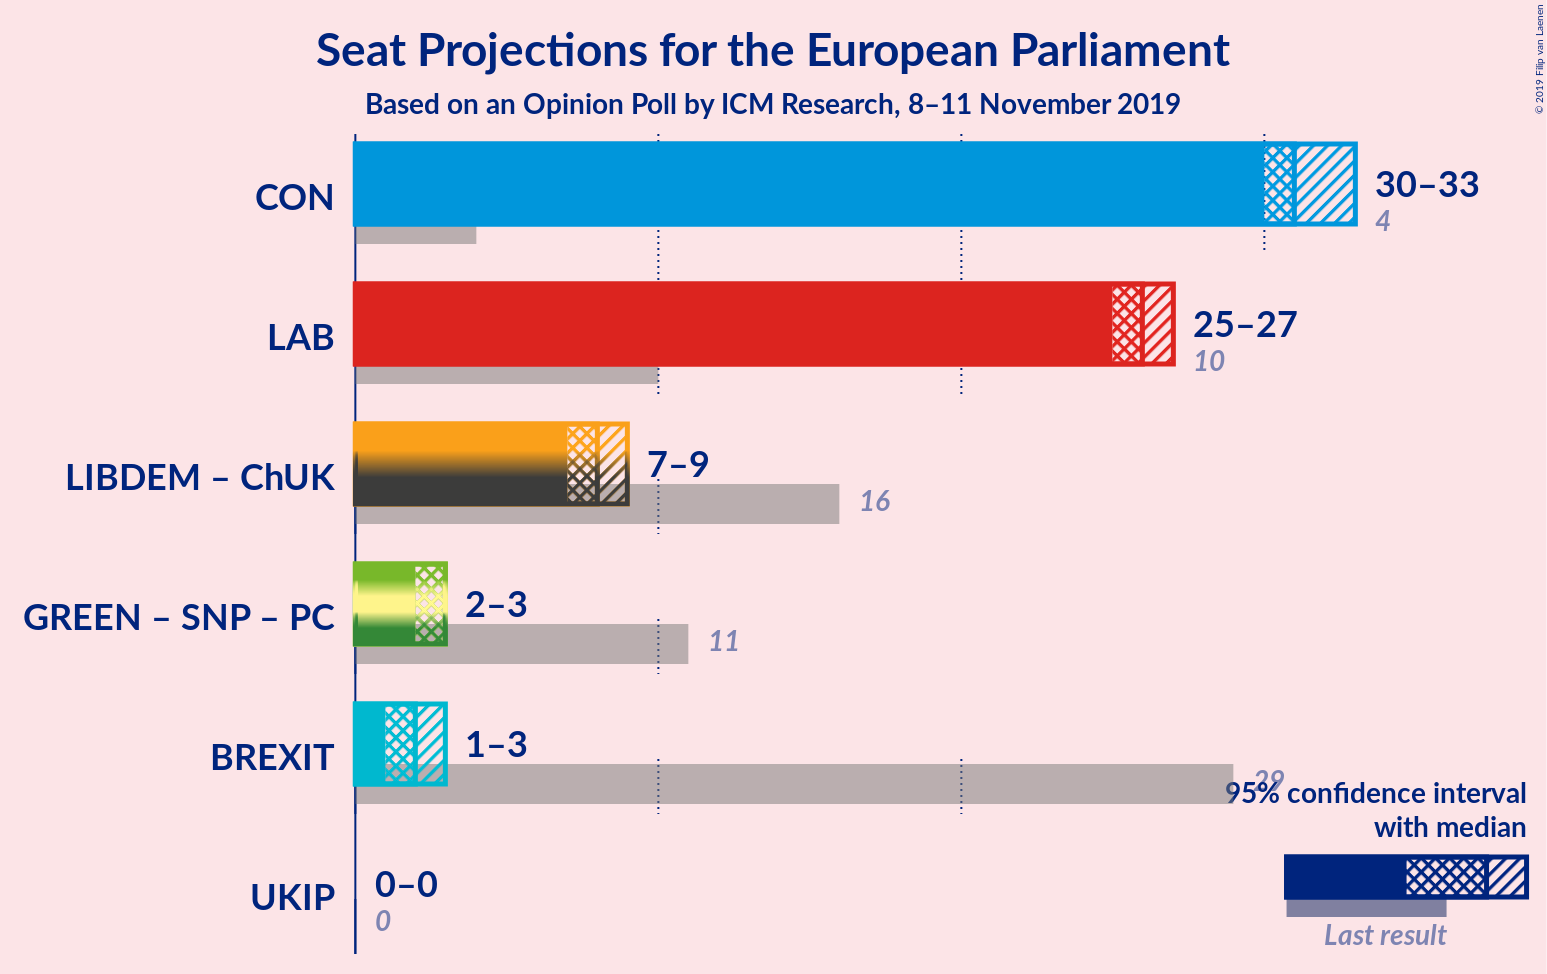 Seat Projections for the European Parliament
Based on an Opinion Poll by ICM Research, 8–11 November 2019
© 2019 Filip van Laenen
CON
30–33
4
LAB
25–27
10
LIBDEM – ChUK
7–9
16
GREEN – SNP – PC
2–3
11
BREXIT
1–3
29
95% confidence interval
with median
UKIP
0–0
0
Last result